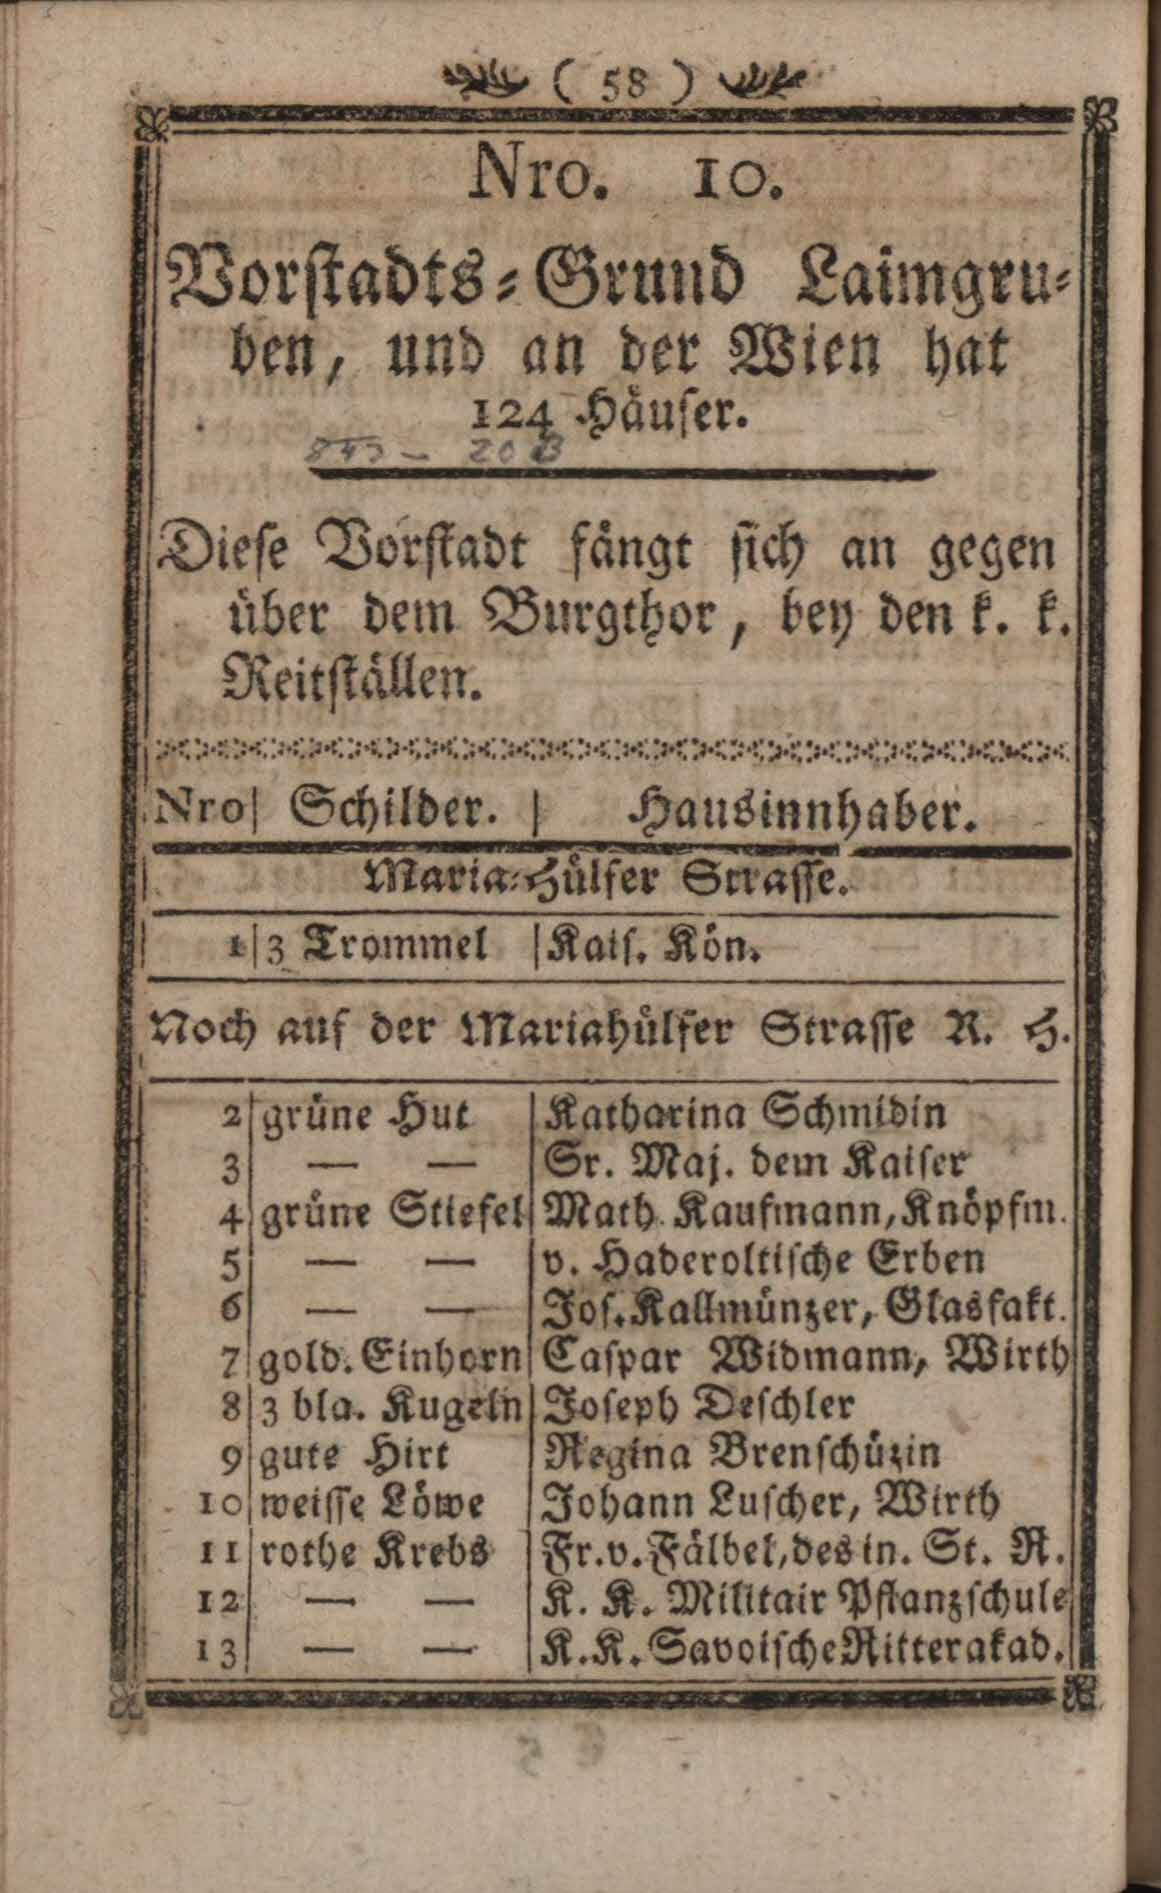 ( 58 )
Nro. 10.
Vorstadts-Grund Laimgru-
ben, und an der Wien hat
124 Häuser.
Diese Vorstadt fängt sich an gegen
über dem Burgthor, bey den k. k.
Reitställen.
Nro | Schilder. | Hausinnhaber.
Maria-Hülfer Strasse.
1 | 3 Trommel | Kais. Kön.
Noch auf der Mariahülfer Strasse R. H.
2 | grüne Hut | Katharina Schmidin
3 | — — | Sr. Maj. dem Kaiser
4 | grüne Stiefel | Math. Kaufmann, Knöpfm.
5 | — — | v. Haderoltische Erben
6 | — — | Jos. Kallmünzer, Glasfakt.
7 | gold. Einhorn | Caspar Widmann, Wirth
8 | 3 bla. Kugeln | Joseph Deschler
9 | gute Hirt | Regina Brenschüzin
10 | weisse Löwe | Johann Luscher, Wirth
11 | rothe Krebs | Fr. v. Fälbel, des in. St. R.
12 | — — | K. K. Militair Pflanzschule
13 | — — | K. K. Savoische Ritterakad.